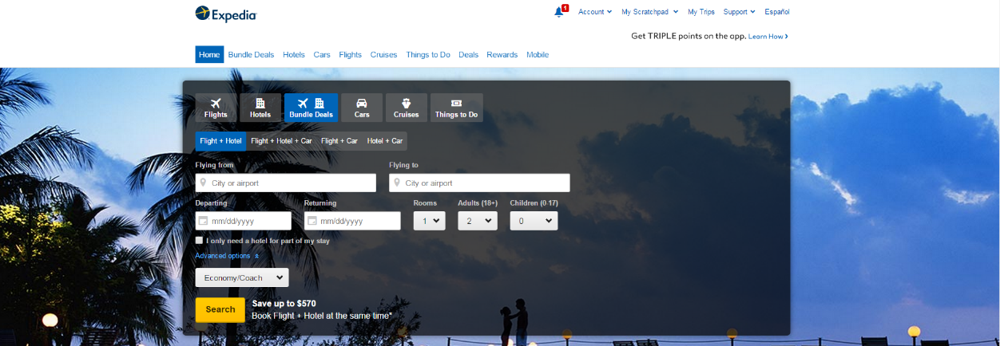 Expedia
1
Account My Scratchpad My Trips Support Español
Get TRIPLE points on the app. Learn How
Home Bundle Deals Hotels Cars Flights Cruises Things to Do Deals Rewards Mobile
Flights Hotels Bundle Deals Cars Cruises Things to Do
Flight + Hotel Flight + Hotel + Car Flight + Car Hotel + Car
Flying from Flying to
City or airport City or airport
Departing Returning Rooms Adults (18+) Children (0-17)
mm/dd/yyyy mm/dd/yyyy 1 2 0
I only need a hotel for part of my stay
Advanced options
Economy/Coach
Search
Save up to $570
Book Flight + Hotel at the same time*